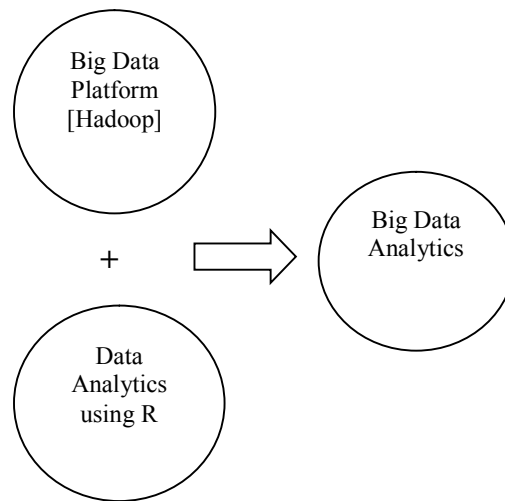 Big Data
Platform
[Hadoop]
+
Big Data
Analytics
Data
Analytics
using R